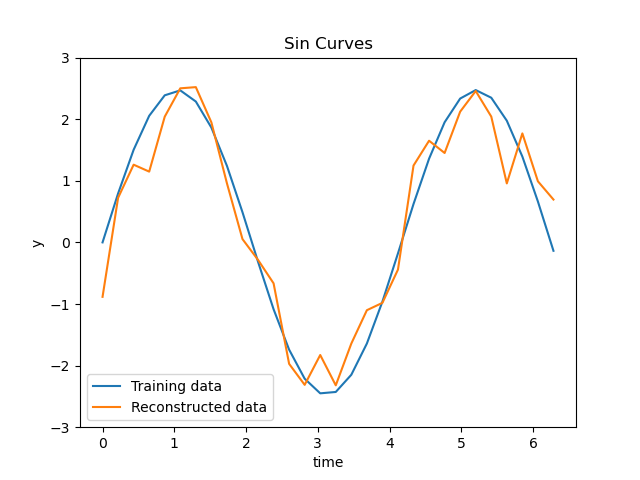 Sin Curves
3
2
1
0
−1
−2
−3
y
Training data
Reconstructed data
0 1 2 3 4 5 6
time